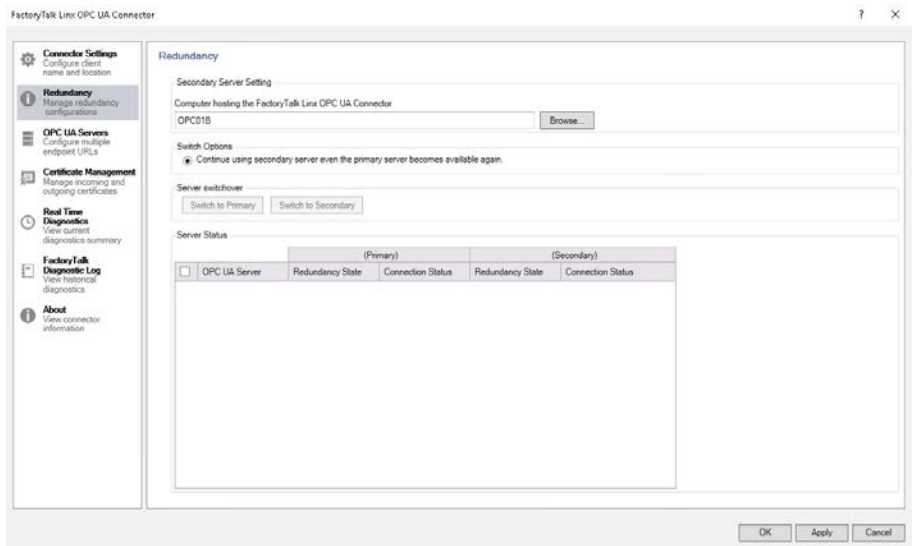 FactoryTalk Linx OPC UA Connector
?
Connector Settings
Configure client
name and location
Redundancy
Manage redundancy
configurations
OPC UA Servers
Configure multiple
endpoint URLs
Certificate Management
Manage incoming and
outgoing certificates
Real Time
Diagnostics
View current
diagnostics summary
FactoryTalk
Diagnostic Log
View historical
diagnostics
About
View connector
information
Redundancy
Secondary Server Setting
Computer hosting the FactoryTalk Linx OPC UA Connector
OPC01B
Browse...
Switch Options
Continue using secondary server even the primary server becomes available again.
Server switchover
Switch to Primary
Switch to Secondary
Server Status
(Primary)
(Secondary)
OPC UA Server
Redundancy State
Connection Status
Redundancy State
Connection Status
OK
Apply
Cancel